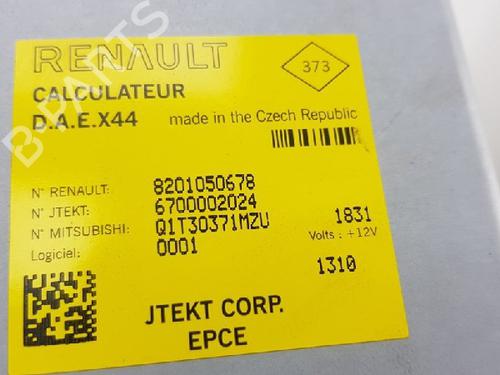 RENAULT
373
CALCULATEUR
D.A.E.X44 made in the Czech Republic
N° RENAULT: 8201050678
N° JTEKT: 6700002024
N° MITSUBISHI: Q1T30371MZU 1831
Logiciel: 0001 Volts : +12V
1310
JTEKT CORP.
EPCE
B-PARTS